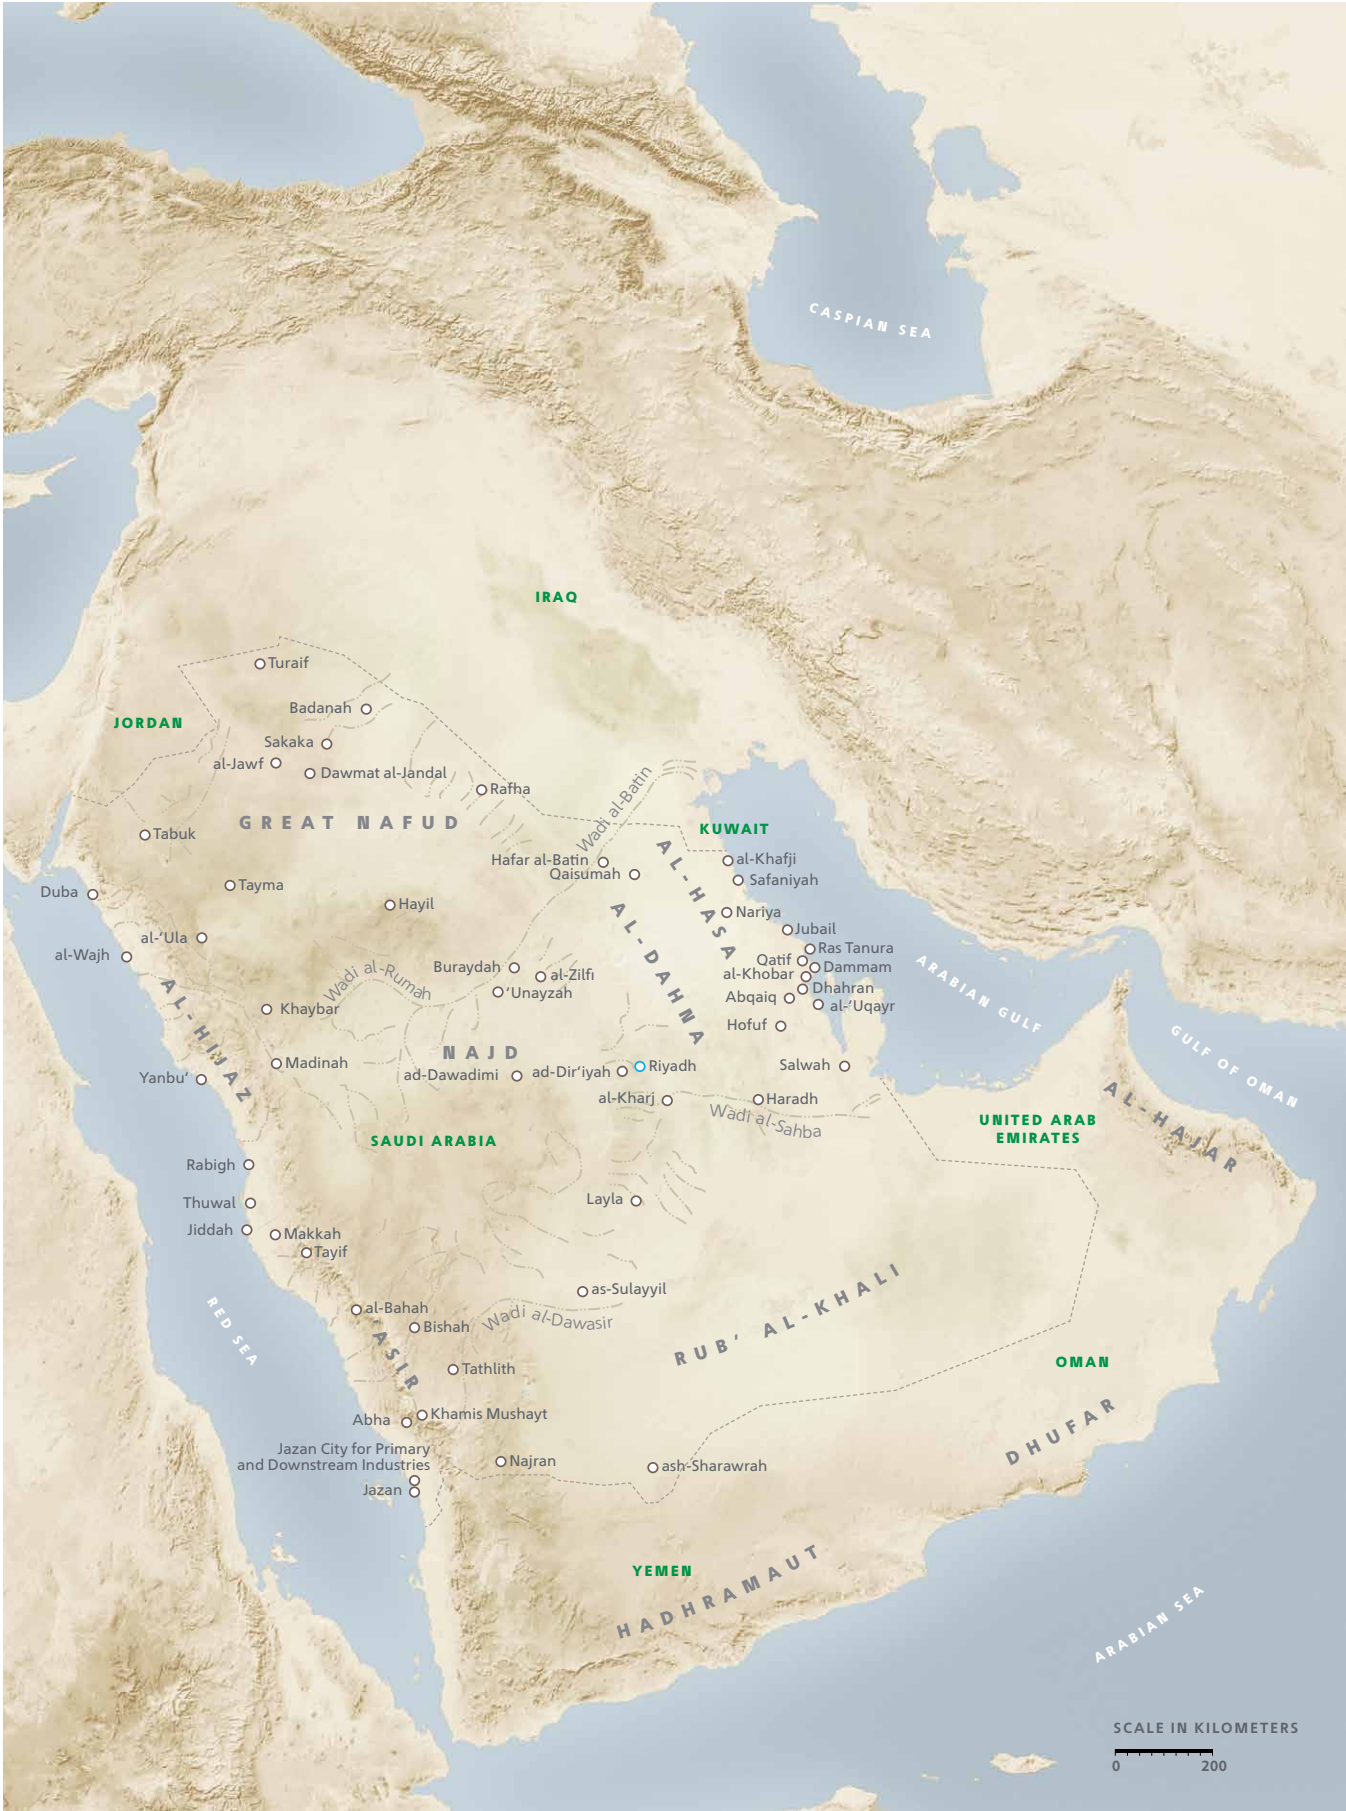 CASPIAN SEA
IRAQ
Turaif
Badanah
JORDAN
Sakaka
al-Jawf
Dawmat al-Jandal
Rafha
Wadi al-Batin
GREAT NAFUD
KUWAIT
Tabuk
AL-HASA
Hafar al-Batin
al-Khafji
Qaisumah
Safaniyah
Tayma
Duba
Hayil
AL-DAHNA
Nariya
Jubail
al-‘Ula
Ras Tanura
al-Wajh
Qatif
Buraydah
Dammam
al-Zilfi
al-Khobar
ARABIAN GULF
Wadi al-Rumah
‘Unayzah
Dhahran
Abqaiq
al-‘Uqayr
AL-HIJAZ
Khaybar
Hofuf
GULF OF OMAN
NAJD
Madinah
Riyadh
Salwah
ad-Dawadimi
ad-Dir‘iyah
Yanbu’
al-Kharj
Haradh
Wadi al-Sahba
AL-HAJAR
UNITED ARAB
EMIRATES
SAUDI ARABIA
Rabigh
Layla
Thuwal
Jiddah
Makkah
Tayif
as-Sulayyil
RUB’ AL-KHALI
al-Bahah
Wadi al-Dawasir
Bishah
RED SEA
‘ASIR
OMAN
Tathlith
Khamis Mushayt
Abha
DHUFAR
Jazan City for Primary
and Downstream Industries
Najran
ash-Sharawrah
Jazan
YEMEN
HADHRAMAUT
ARABIAN SEA
SCALE IN KILOMETERS
0 200